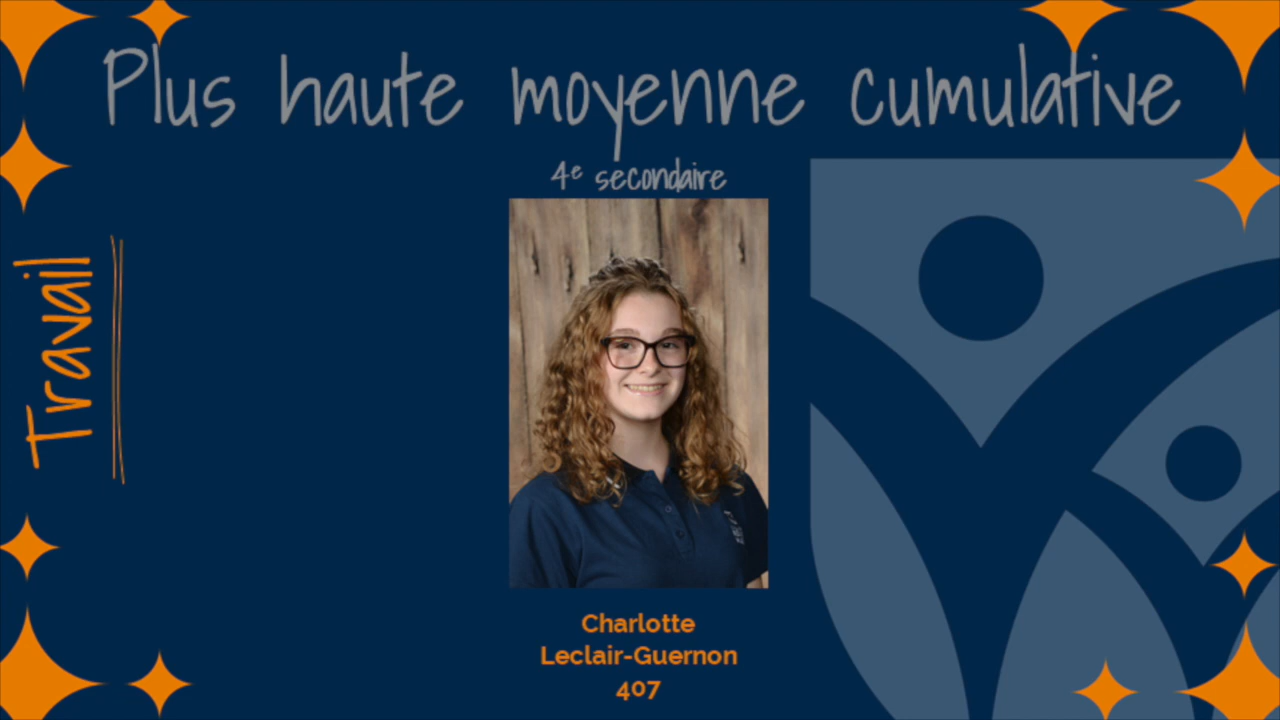 Plus haute moyenne cumulative
4e secondaire
Travail
Charlotte
Leclair-Guernon
407